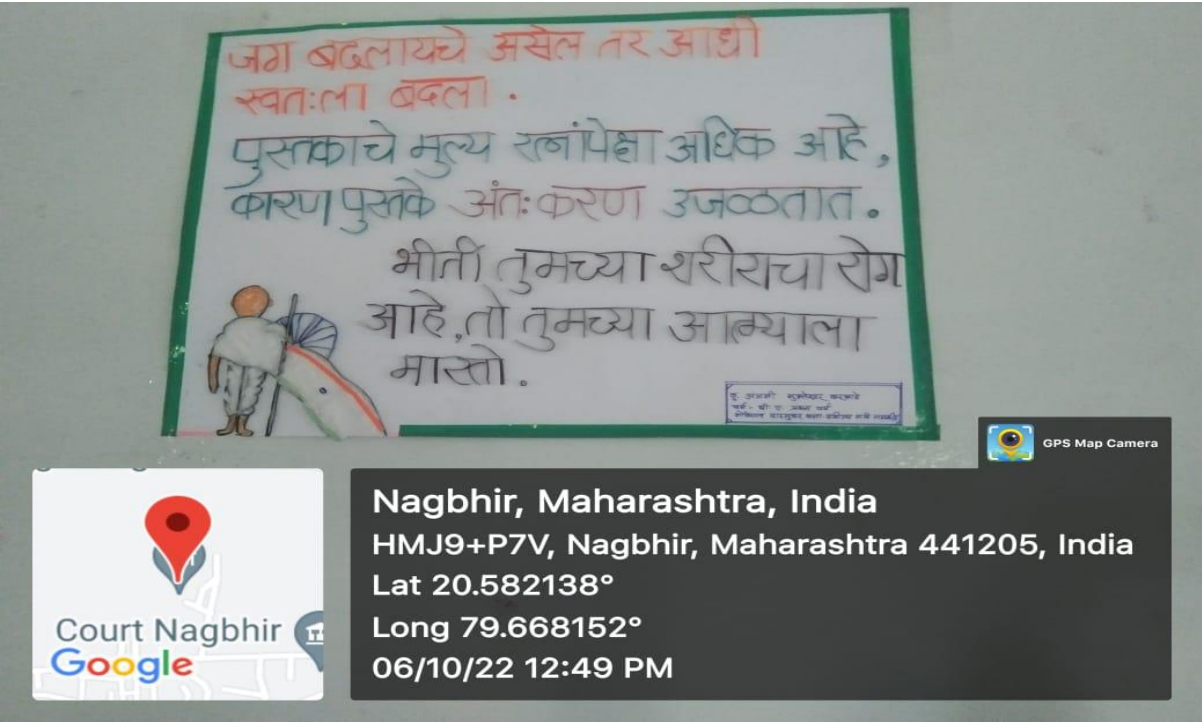 जग बदलायचे असेल तर आधी
स्वतःला बदला .
पुस्तकाचे मुल्य रत्नांपेक्षा अधिक आहे ,
कारण पुस्तके अंतःकरण उजळतात .
भीती तुमच्या शरीराचा रोग
आहे, तो तुमच्या आत्म्याला
मारतो .
कु.
GPS Map Camera
Nagbhir, Maharashtra, India
HMJ9+P7V, Nagbhir, Maharashtra 441205, India
Lat 20.582138°
Long 79.668152°
06/10/22 12:49 PM
Court Nagbhir
Google